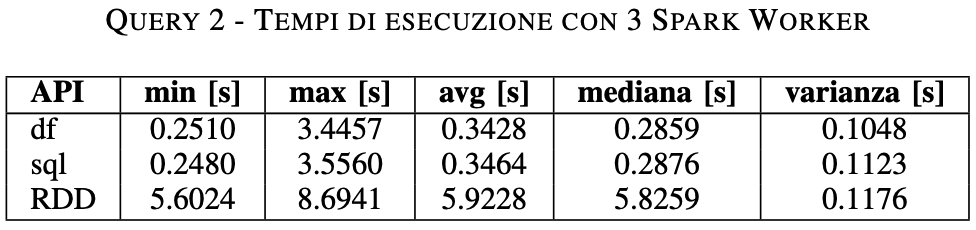 QUERY 2 - TEMPI DI ESECUZIONE CON 3 SPARK WORKER
API min [s] max [s] avg [s] mediana [s] varianza [s]
df 0.2510 3.4457 0.3428 0.2859 0.1048
sql 0.2480 3.5560 0.3464 0.2876 0.1123
RDD 5.6024 8.6941 5.9228 5.8259 0.1176